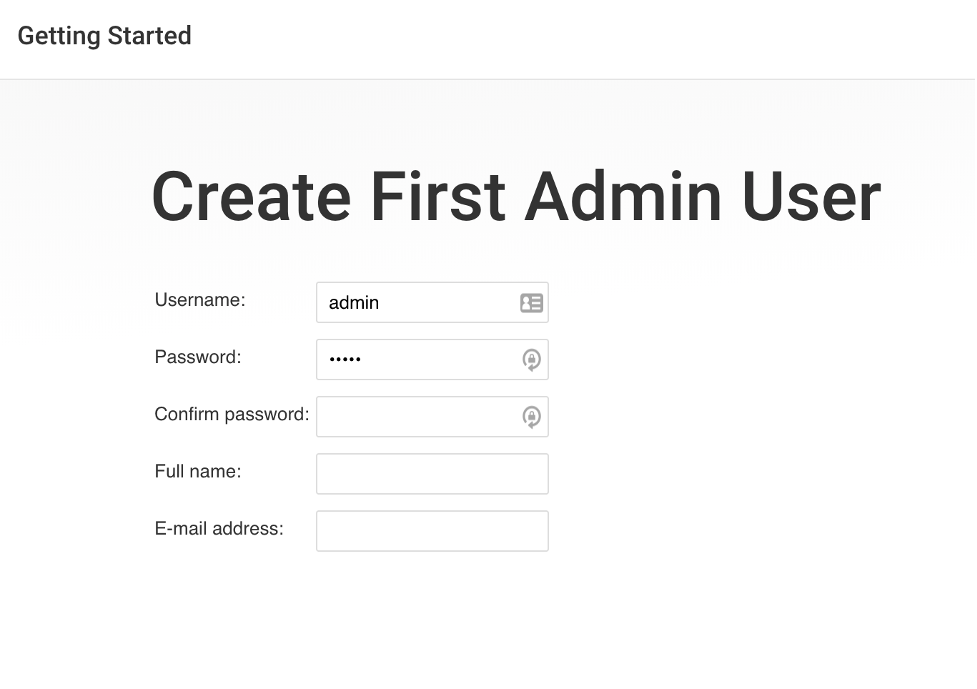 Getting Started
Create First Admin User
Username: admin
Password: •••••
Confirm password:
Full name:
E-mail address: